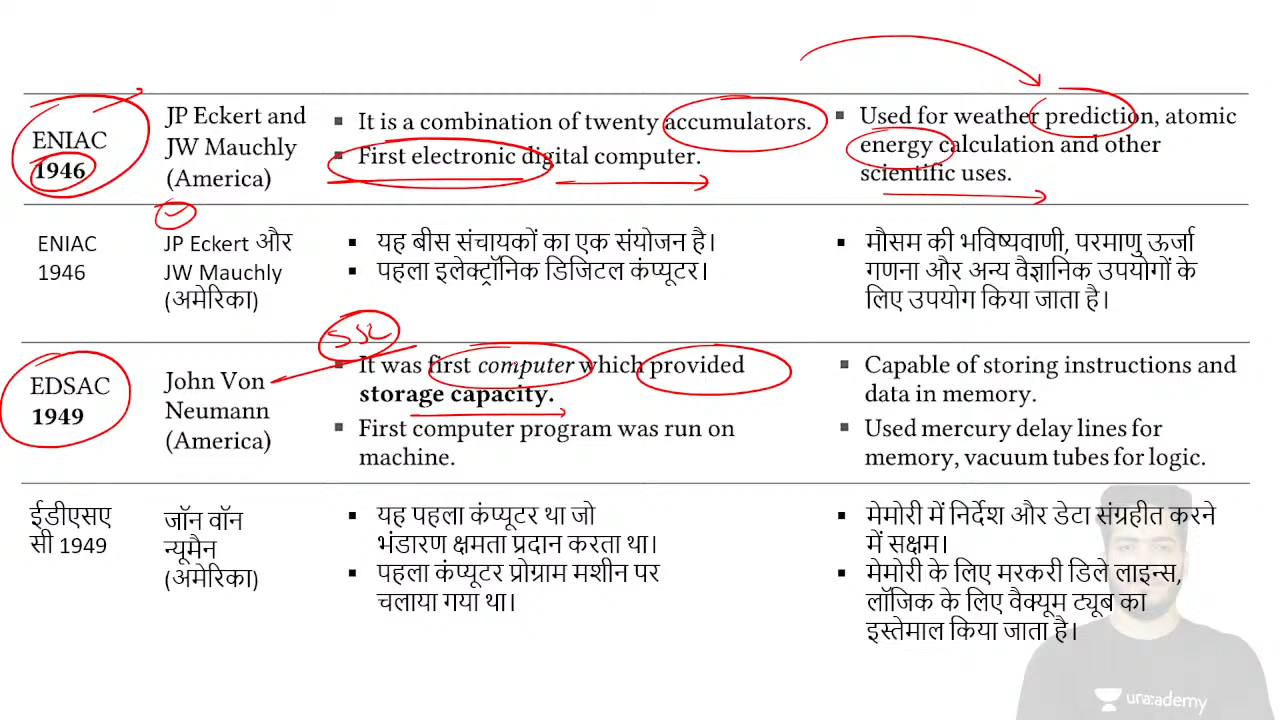 ENIAC
1946
JP Eckert and
JW Mauchly
(America)
▪ It is a combination of twenty accumulators.
▪ First electronic digital computer.
▪ Used for weather prediction, atomic
energy calculation and other
scientific uses.
ENIAC
1946
JP Eckert और
JW Mauchly
(अमेरिका)
▪ यह बीस संचायकों का एक संयोजन है।
▪ पहला इलेक्ट्रॉनिक डिजिटल कंप्यूटर।
▪ मौसम की भविष्यवाणी, परमाणु ऊर्जा
गणना और अन्य वैज्ञानिक उपयोगों के
लिए उपयोग किया जाता है।
SSC
EDSAC
1949
John Von
Neumann
(America)
▪ It was first computer which provided
storage capacity.
▪ First computer program was run on
machine.
▪ Capable of storing instructions and
data in memory.
▪ Used mercury delay lines for
memory, vacuum tubes for logic.
ईडीएसए
सी 1949
जॉन वॉन
न्यूमैन
(अमेरिका)
▪ यह पहला कंप्यूटर था जो
भंडारण क्षमता प्रदान करता था।
▪ पहला कंप्यूटर प्रोग्राम मशीन पर
चलाया गया था।
▪ मेमोरी में निर्देश और डेटा संग्रहीत करने
में सक्षम।
▪ मेमोरी के लिए मरकरी डिले लाइन्स,
लॉजिक के लिए वैक्यूम ट्यूब का
इस्तेमाल किया जाता है।
unacademy